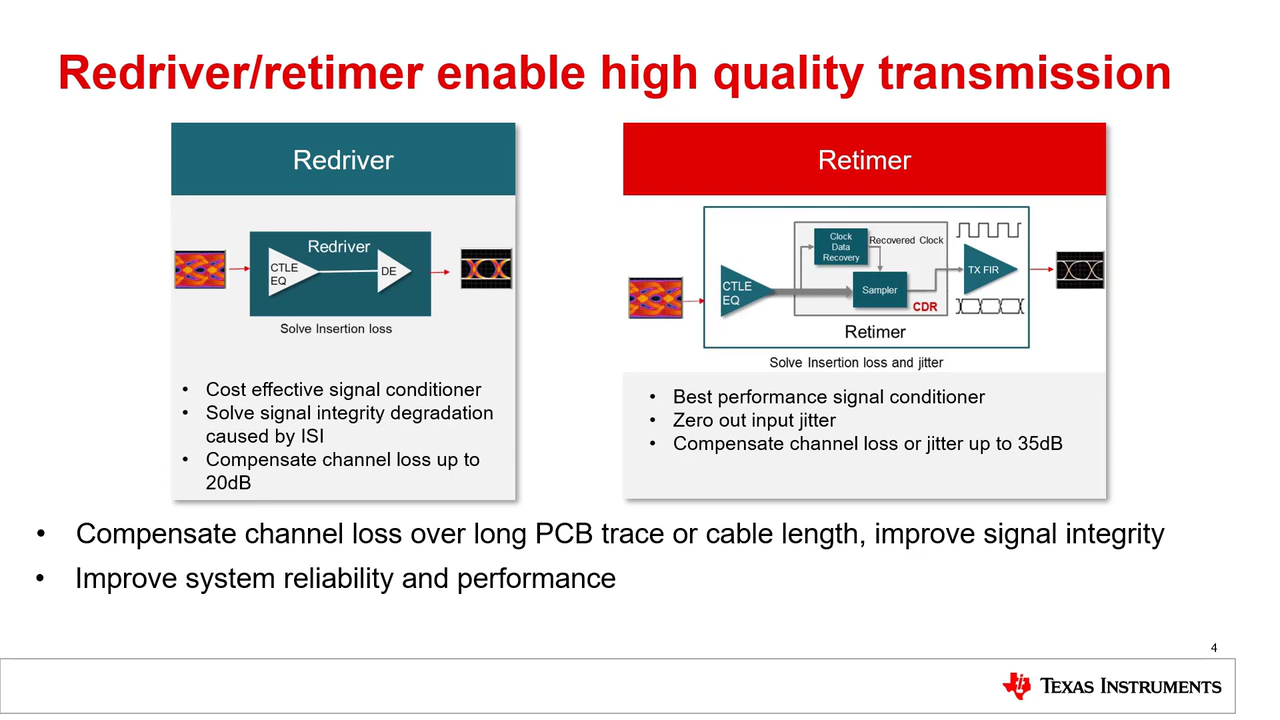 Redriver/retimer enable high quality transmission
Redriver
Redriver
CTLE
EQ
DE
Solve Insertion loss
• Cost effective signal conditioner
• Solve signal integrity degradation
caused by ISI
• Compensate channel loss up to
20dB
Retimer
Clock
Data
Recovery
Recovered Clock
CTLE
EQ
Sampler
TX FIR
CDR
Retimer
Solve Insertion loss and jitter
• Best performance signal conditioner
• Zero out input jitter
• Compensate channel loss or jitter up to 35dB
• Compensate channel loss over long PCB trace or cable length, improve signal integrity
• Improve system reliability and performance
4
TEXAS INSTRUMENTS